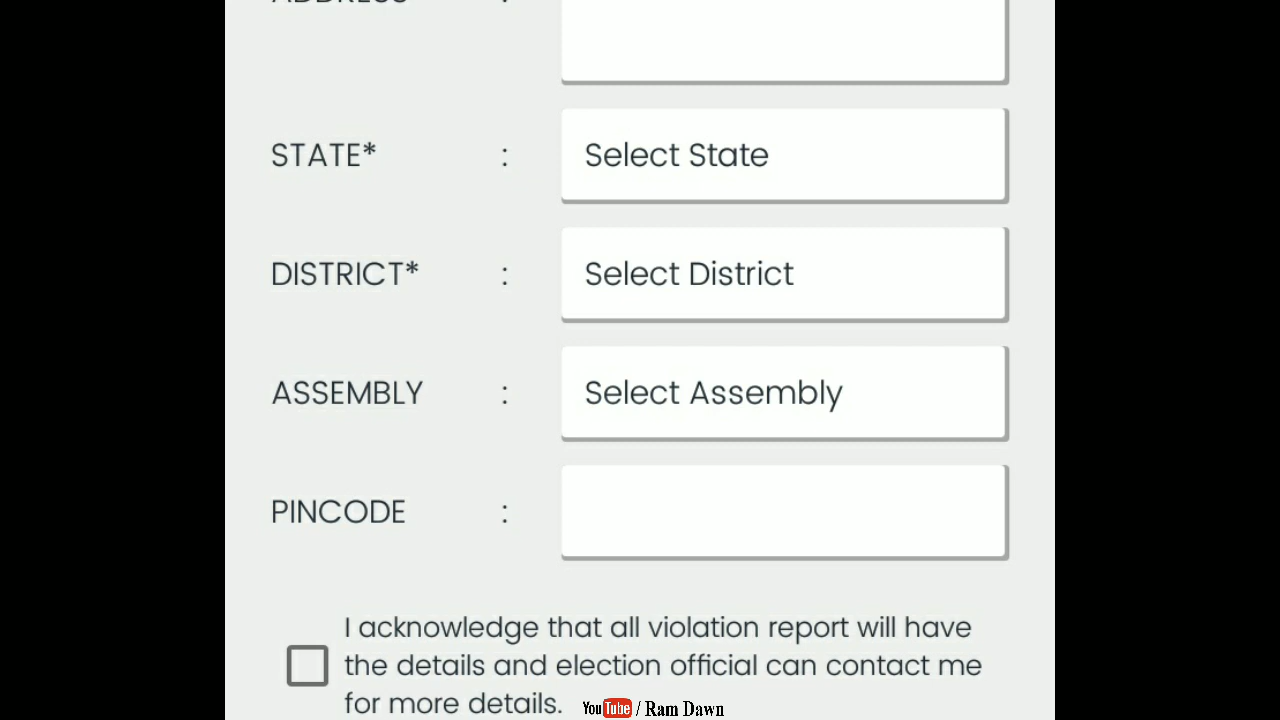 ADDRESS :
STATE* : Select State
DISTRICT* : Select District
ASSEMBLY : Select Assembly
PINCODE :
I acknowledge that all violation report will have
the details and election official can contact me
for more details.
YouTube / Ram Dawn